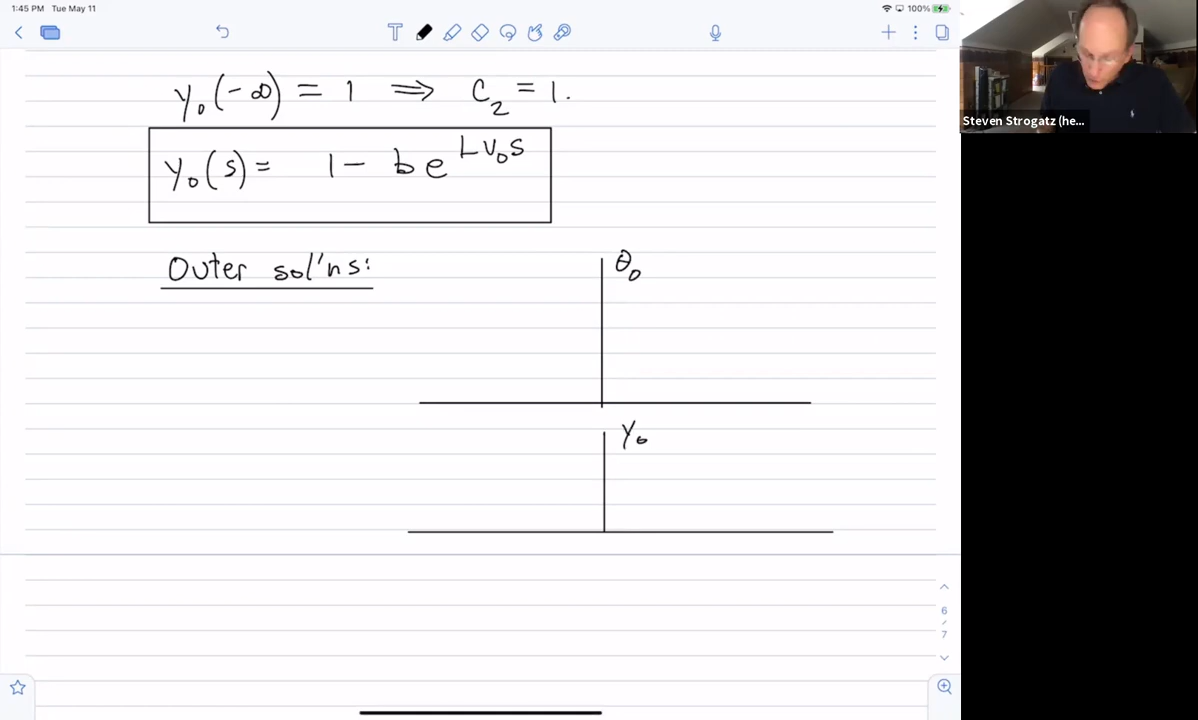 1:45 PM Tue May 11
100%
Steven Strogatz (he...
y₀(-∞) = 1 ⟹ C₂ = 1.
y₀(s) = 1 - be^{Lv₀s}
Outer sol'ns:
θ₀
y₀
6
/
7